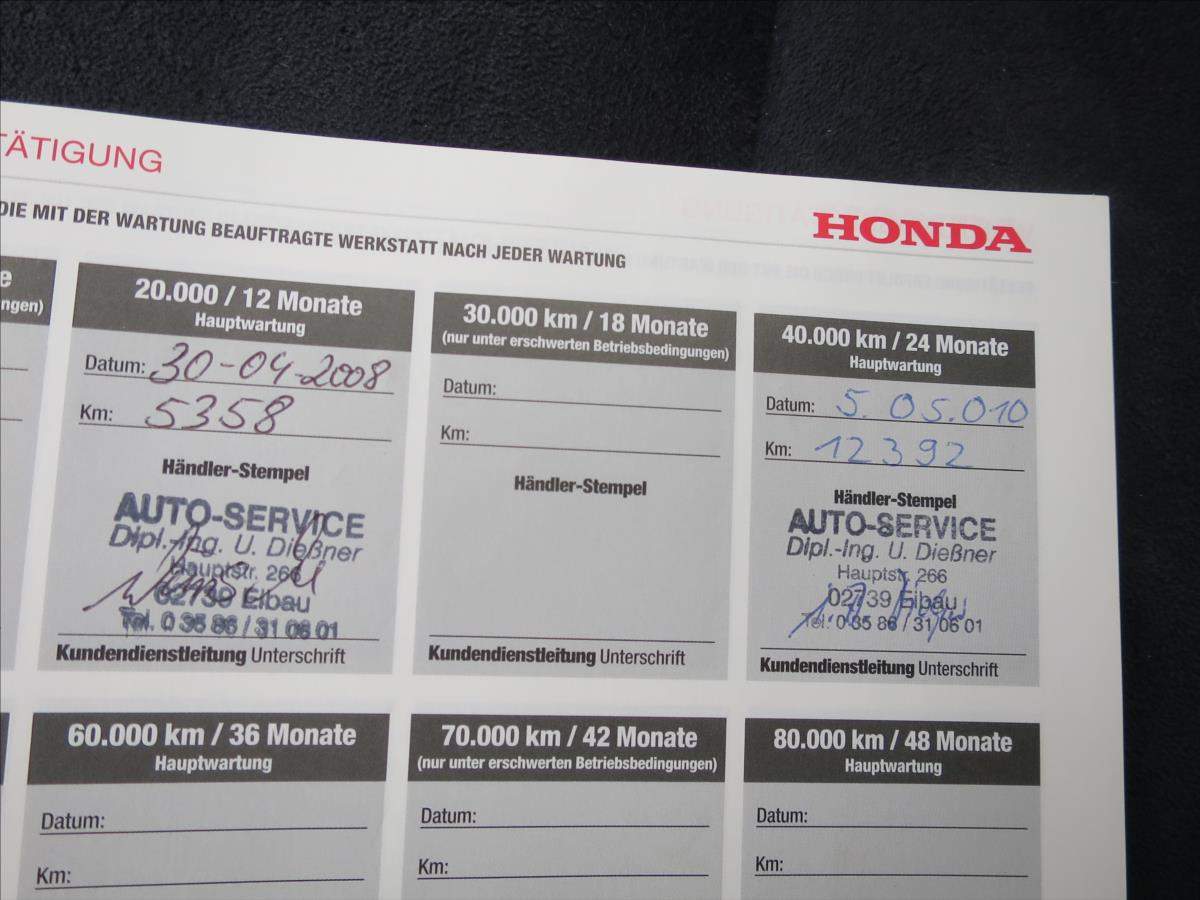 TÄTIGUNG
DIE MIT DER WARTUNG BEAUFTRAGTE WERKSTATT NACH JEDER WARTUNG
HONDA
ngen)
20.000 / 12 Monate
Hauptwartung
Datum: 30-04-2008
Km: 5358
Händler-Stempel
AUTO-SERVICE
Dipl.-Ing. U. Dießner
Hauptstr. 266
02739 Eibau
Tel. 0 35 86 / 31 06 01
Kundendienstleitung Unterschrift
30.000 km / 18 Monate
(nur unter erschwerten Betriebsbedingungen)
Datum:
Km:
Händler-Stempel
Kundendienstleitung Unterschrift
40.000 km / 24 Monate
Hauptwartung
Datum: 5. 05.010
Km: 12392
Händler-Stempel
AUTO-SERVICE
Dipl.-Ing. U. Dießner
Hauptstr. 266
02739 Eibau
Tel. 0 35 86 / 31 06 01
Kundendienstleitung Unterschrift
60.000 km / 36 Monate
Hauptwartung
Datum:
Km:
70.000 km / 42 Monate
(nur unter erschwerten Betriebsbedingungen)
Datum:
Km:
80.000 km / 48 Monate
Hauptwartung
Datum:
Km: